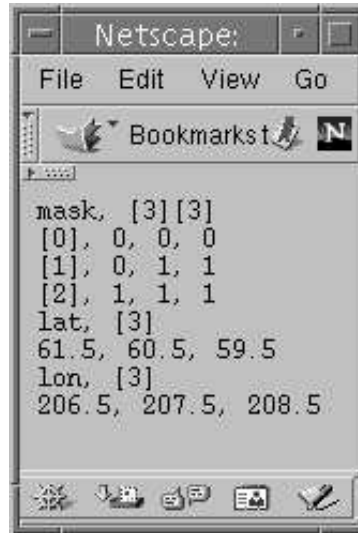 Netscape:
File Edit View Go
Bookmarks N
mask, [3][3]
[0], 0, 0, 0
[1], 0, 1, 1
[2], 1, 1, 1
lat, [3]
61.5, 60.5, 59.5
lon, [3]
206.5, 207.5, 208.5